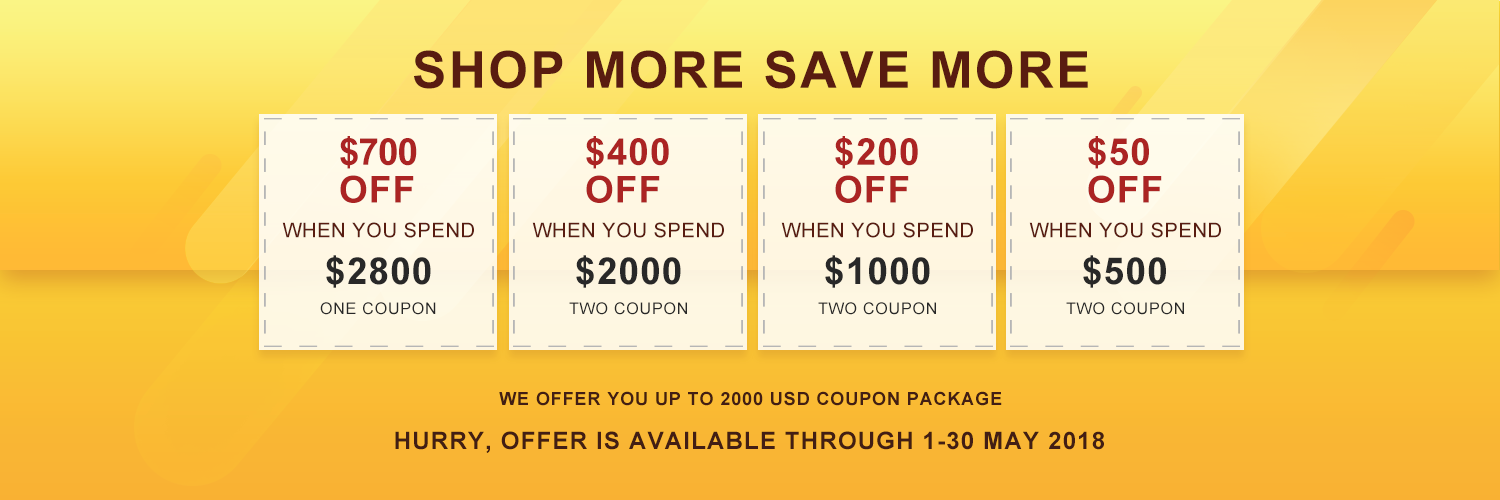 SHOP MORE SAVE MORE
$700
OFF
WHEN YOU SPEND
$2800
ONE COUPON
$400
OFF
WHEN YOU SPEND
$2000
TWO COUPON
$200
OFF
WHEN YOU SPEND
$1000
TWO COUPON
$50
OFF
WHEN YOU SPEND
$500
TWO COUPON
WE OFFER YOU UP TO 2000 USD COUPON PACKAGE
HURRY, OFFER IS AVAILABLE THROUGH 1-30 MAY 2018